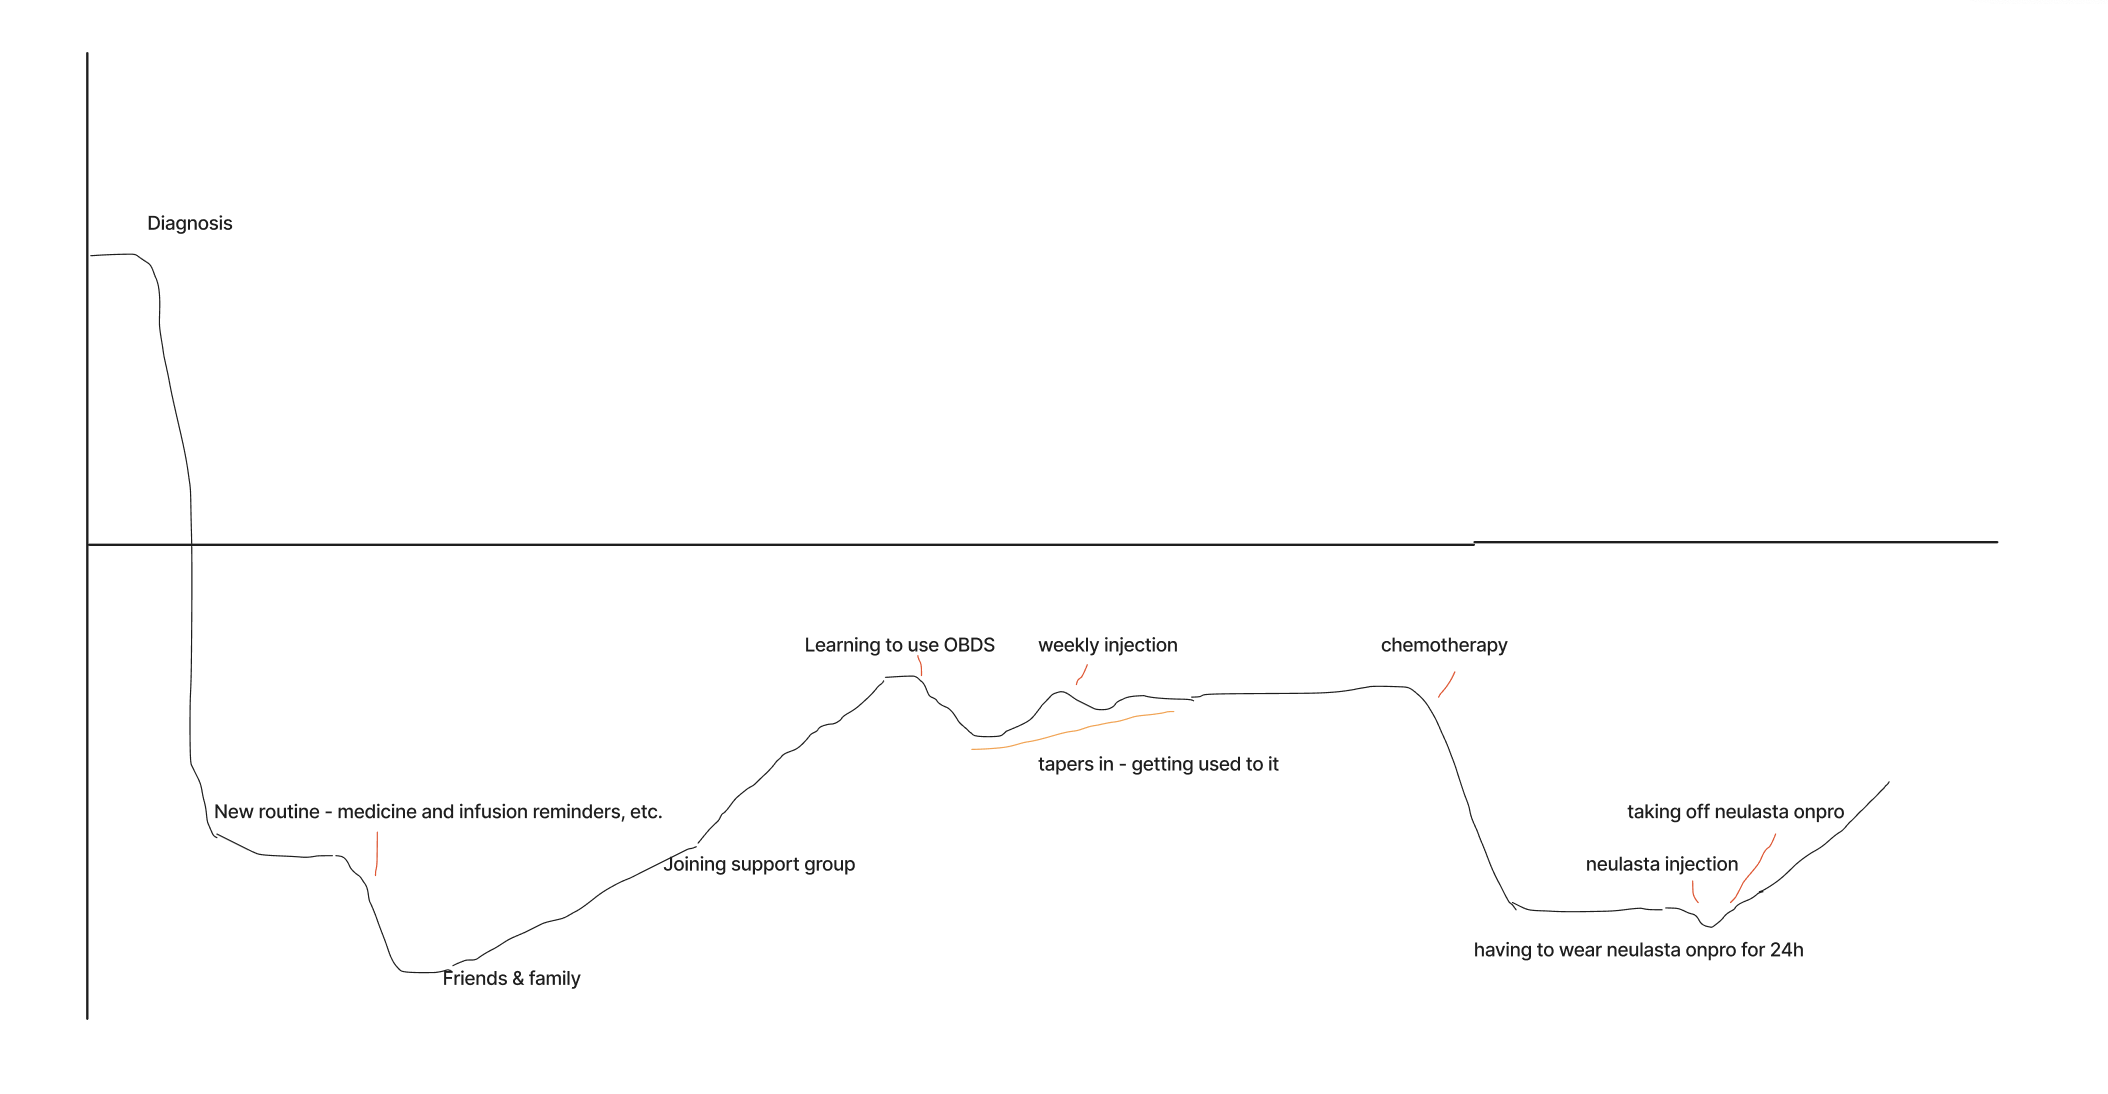 Diagnosis
Learning to use OBDS
weekly injection
chemotherapy
tapers in - getting used to it
New routine - medicine and infusion reminders, etc.
taking off neulasta onpro
Joining support group
neulasta injection
having to wear neulasta onpro for 24h
Friends & family